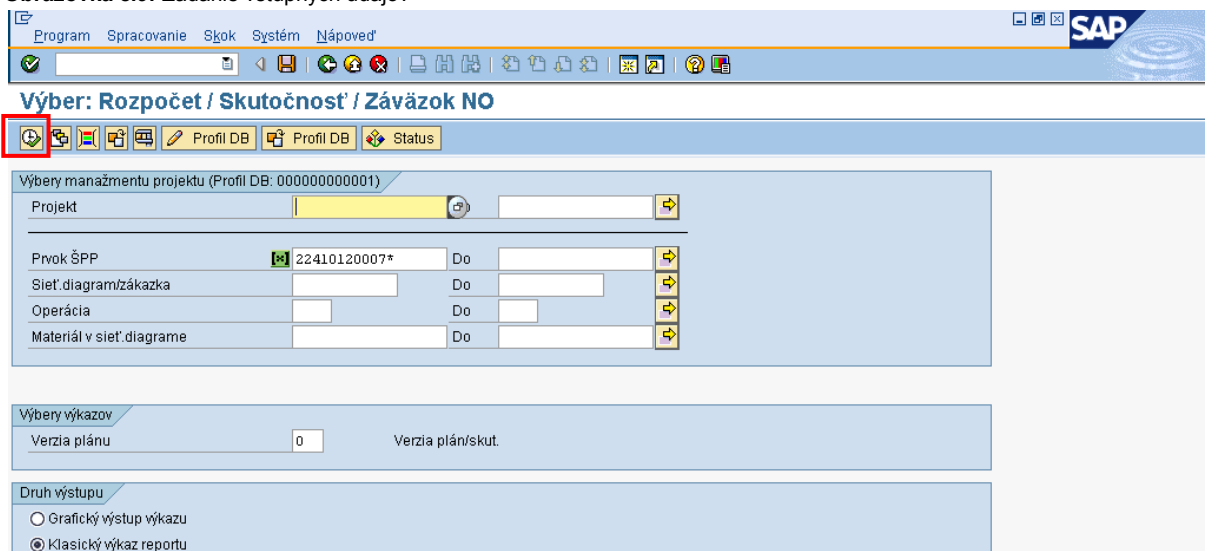 Program Spracovanie Skok Systém Nápoveď
SAP
Výber: Rozpočet / Skutočnosť / Záväzok NO
Profil DB Profil DB Status
Výbery manažmentu projektu (Profil DB: 000000000001)
Projekt
Prvok ŠPP 22410120007* Do
Sieť.diagram/zákazka Do
Operácia Do
Materiál v sieť.diagrame Do
Výbery výkazov
Verzia plánu 0 Verzia plán/skut.
Druh výstupu
Grafický výstup výkazu
Klasický výkaz reportu